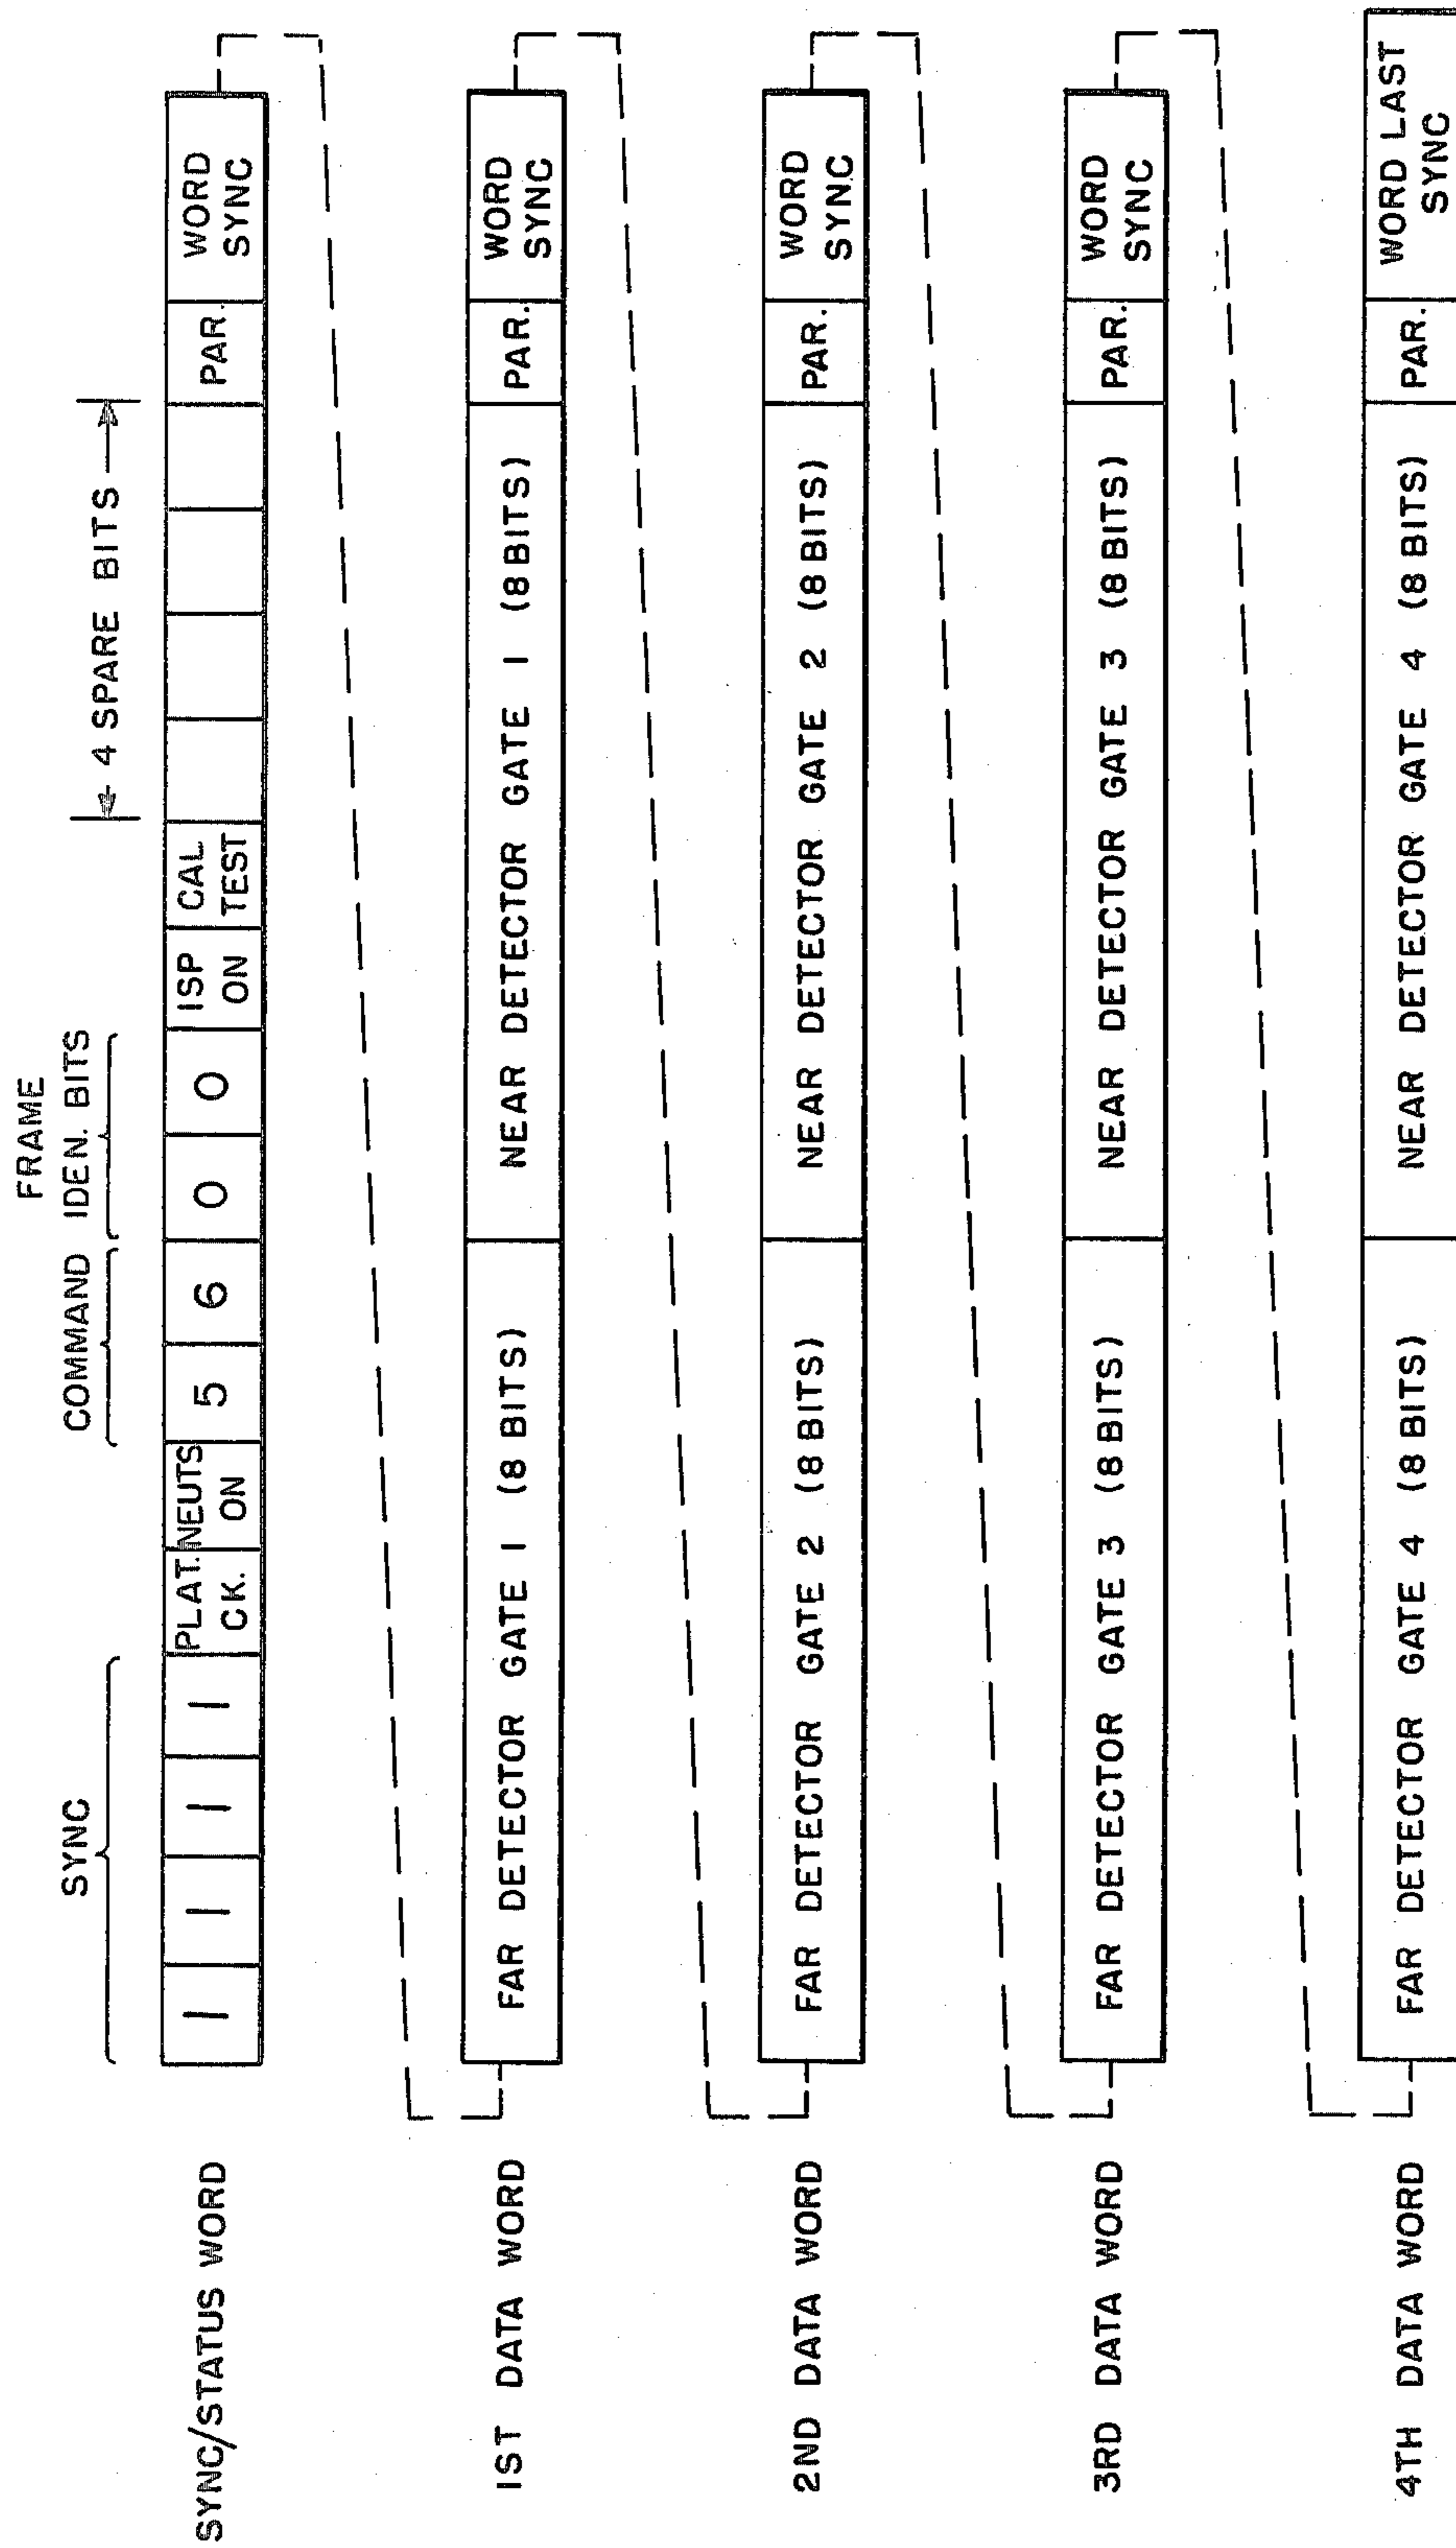 FRAME
SYNC COMMAND IDEN. BITS 4 SPARE BITS
SYNC/STATUS WORD 1 1 1 1 PLAT. CK. NEUTS ON 5 6 0 0 ISP ON CAL TEST PAR. WORD SYNC
1ST DATA WORD FAR DETECTOR GATE 1 (8 BITS) NEAR DETECTOR GATE 1 (8 BITS) PAR. WORD SYNC
2ND DATA WORD FAR DETECTOR GATE 2 (8 BITS) NEAR DETECTOR GATE 2 (8 BITS) PAR. WORD SYNC
3RD DATA WORD FAR DETECTOR GATE 3 (8 BITS) NEAR DETECTOR GATE 3 (8 BITS) PAR. WORD SYNC
4TH DATA WORD FAR DETECTOR GATE 4 (8 BITS) NEAR DETECTOR GATE 4 (8 BITS) PAR. WORD LAST SYNC